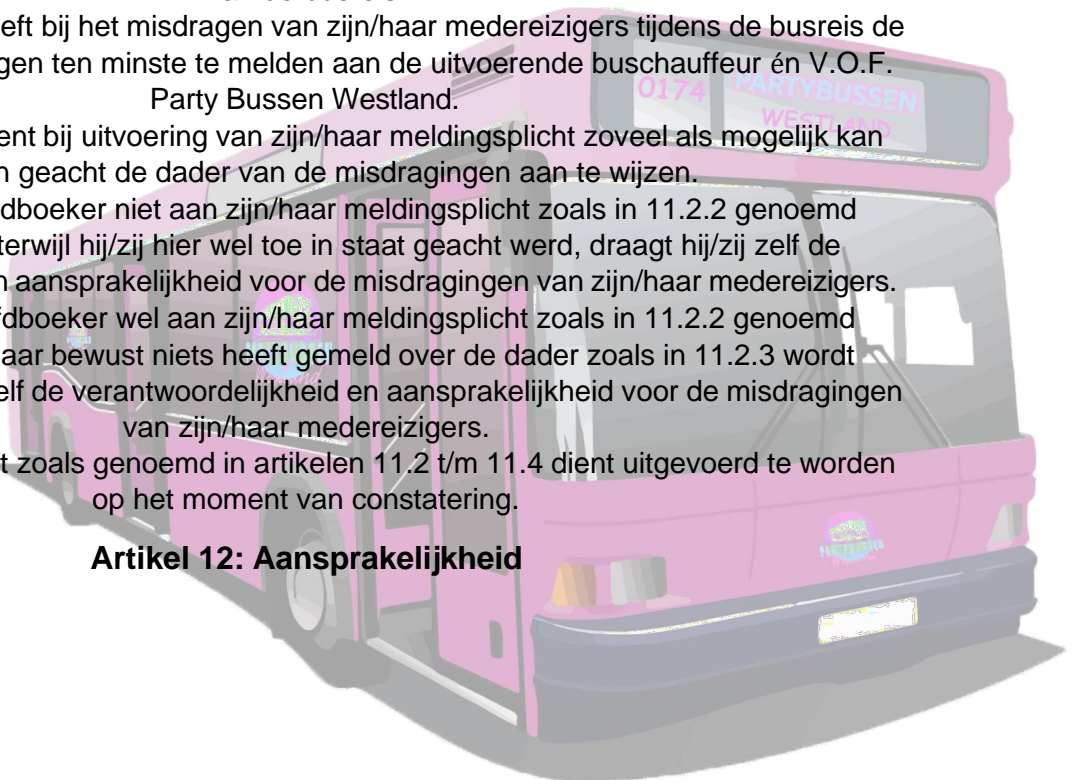 eft bij het misdragen van zijn/haar medereizigers tijdens de busreis de
gen ten minste te melden aan de uitvoerende buschauffeur én V.O.F.
Party Bussen Westland.
ent bij uitvoering van zijn/haar meldingsplicht zoveel als mogelijk kan
n geacht de dader van de misdragingen aan te wijzen.
dboeker niet aan zijn/haar meldingsplicht zoals in 11.2.2 genoemd
terwijl hij/zij hier wel toe in staat geacht werd, draagt hij/zij zelf de
n aansprakelijkheid voor de misdragingen van zijn/haar medereizigers.
fdboeker wel aan zijn/haar meldingsplicht zoals in 11.2.2 genoemd
aar bewust niets heeft gemeld over de dader zoals in 11.2.3 wordt
elf de verantwoordelijkheid en aansprakelijkheid voor de misdragingen
van zijn/haar medereizigers.
t zoals genoemd in artikelen 11.2 t/m 11.4 dient uitgevoerd te worden
op het moment van constatering.
Artikel 12: Aansprakelijkheid
0174 PARTYBUSSEN
WESTLAND